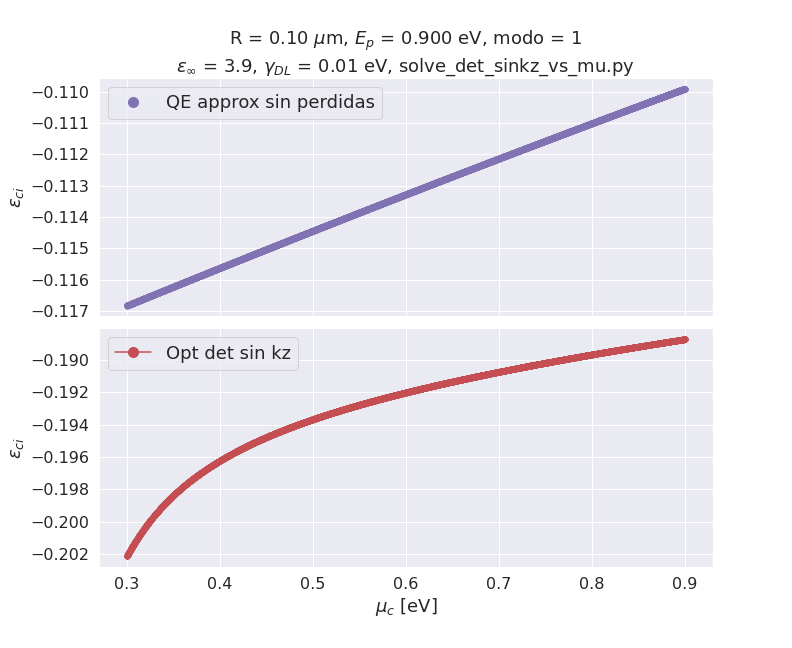 R = 0.10 μm, E_p = 0.900 eV, modo = 1
ε_∞ = 3.9, γ_DL = 0.01 eV, solve_det_sinkz_vs_mu.py
−0.110
QE approx sin perdidas
−0.111
−0.112
−0.113
ε_ci
−0.114
−0.115
−0.116
−0.117
Opt det sin kz
−0.190
−0.192
−0.194
ε_ci
−0.196
−0.198
−0.200
−0.202
0.3 0.4 0.5 0.6 0.7 0.8 0.9
μ_c [eV]